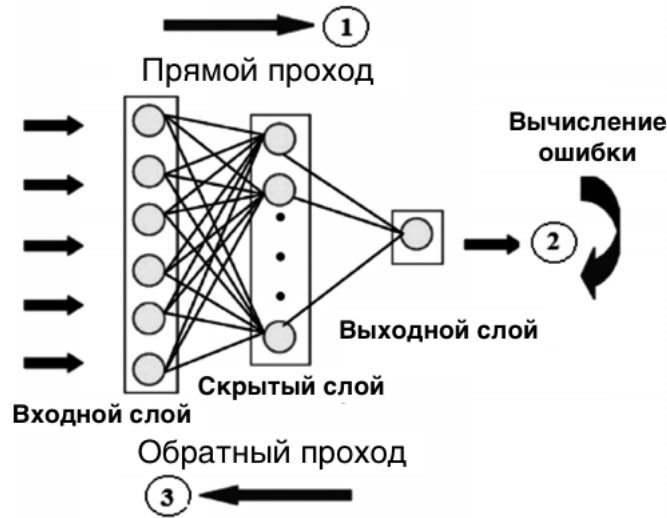 1
Прямой проход
Вычисление
ошибки
2
Выходной слой
Скрытый слой
Входной слой
Обратный проход
3